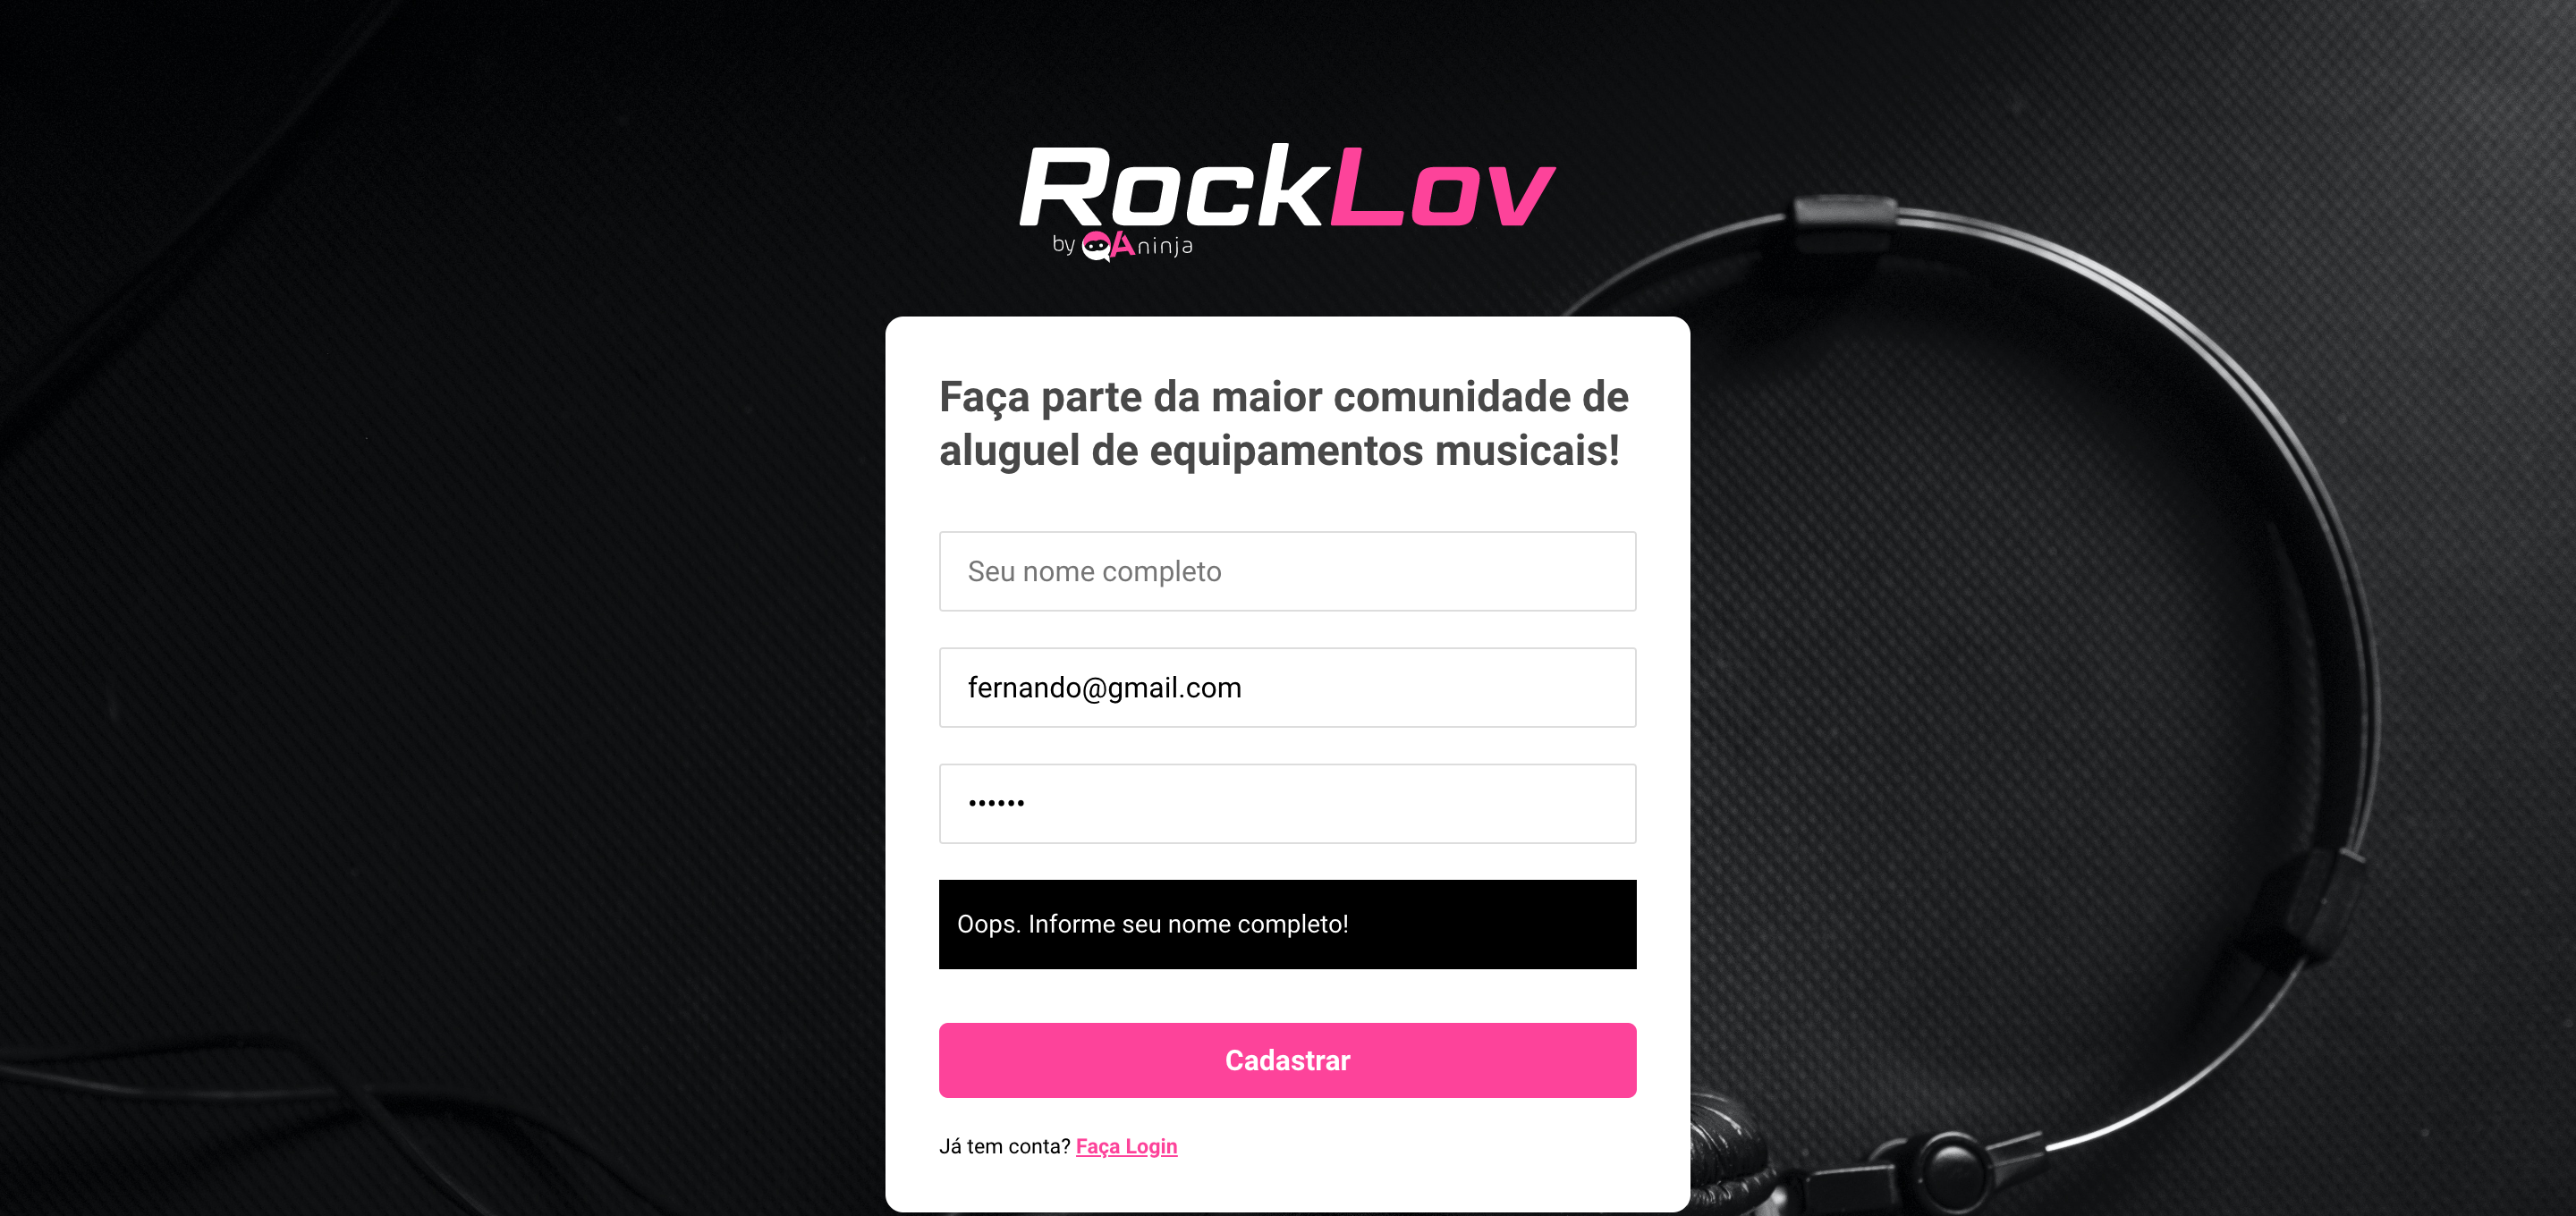 RockLov
by QAninja
Faça parte da maior comunidade de
aluguel de equipamentos musicais!
Seu nome completo
fernando@gmail.com
••••••
Oops. Informe seu nome completo!
Cadastrar
Já tem conta? Faça Login